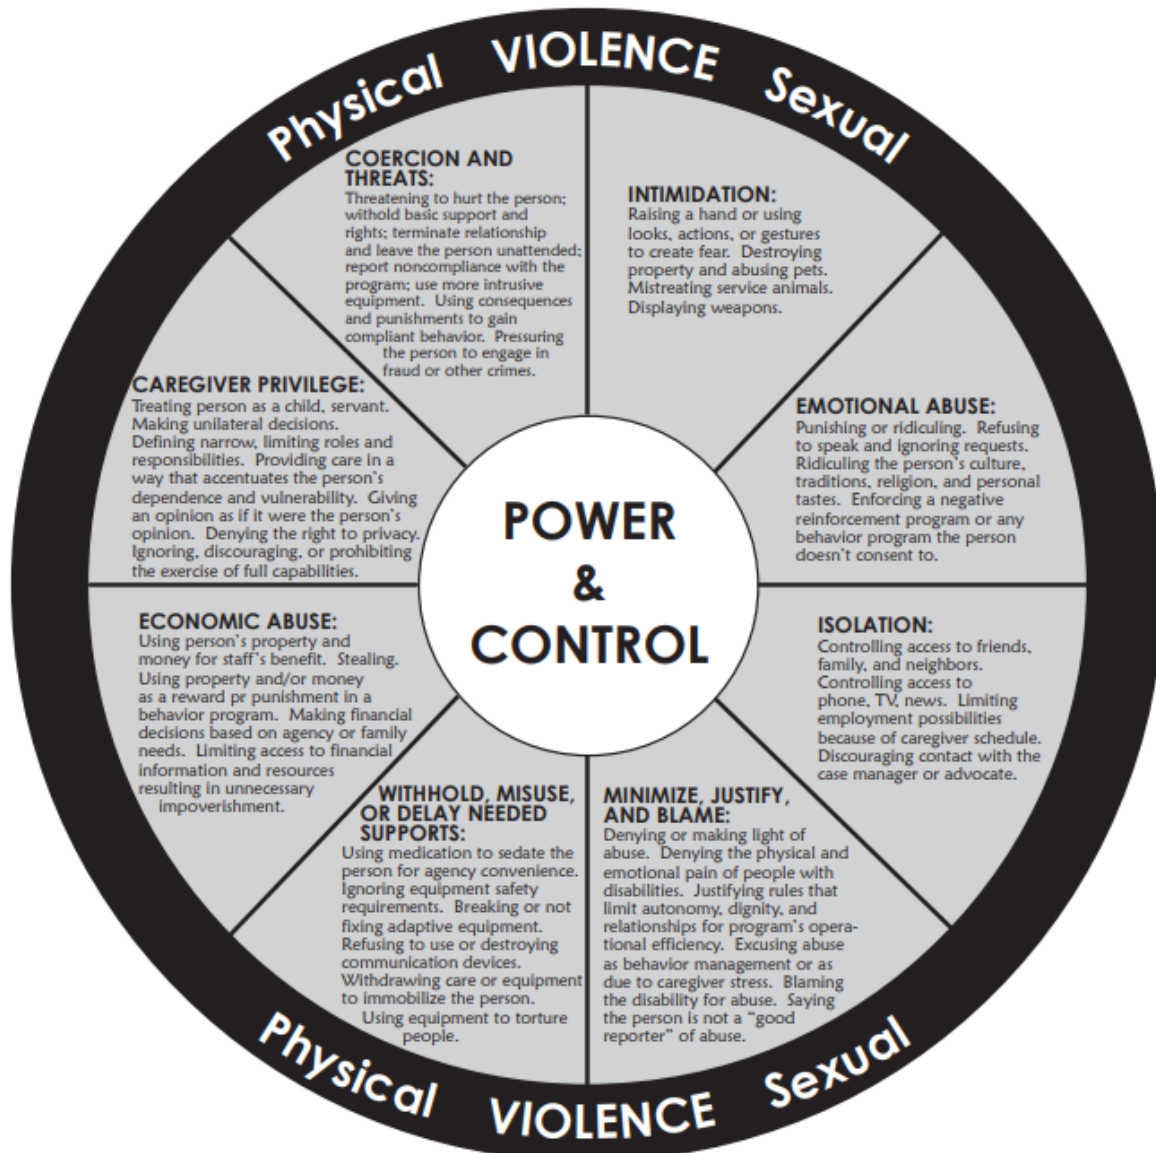 Physical VIOLENCE Sexual
COERCION AND
THREATS:
Threatening to hurt the person;
withold basic support and
rights; terminate relationship
and leave the person unattended;
report noncompliance with the
program; use more intrusive
equipment. Using consequences
and punishments to gain
compliant behavior. Pressuring
the person to engage in
fraud or other crimes.
INTIMIDATION:
Raising a hand or using
looks, actions, or gestures
to create fear. Destroying
property and abusing pets.
Mistreating service animals.
Displaying weapons.
CAREGIVER PRIVILEGE:
Treating person as a child, servant.
Making unilateral decisions.
Defining narrow, limiting roles and
responsibilities. Providing care in a
way that accentuates the person's
dependence and vulnerability. Giving
an opinion as if it were the person's
opinion. Denying the right to privacy.
Ignoring, discouraging, or prohibiting
the exercise of full capabilities.
EMOTIONAL ABUSE:
Punishing or ridiculing. Refusing
to speak and ignoring requests.
Ridiculing the person's culture,
traditions, religion, and personal
tastes. Enforcing a negative
reinforcement program or any
behavior program the person
doesn't consent to.
POWER
&
CONTROL
ECONOMIC ABUSE:
Using person's property and
money for staff's benefit. Stealing.
Using property and/or money
as a reward pr punishment in a
behavior program. Making financial
decisions based on agency or family
needs. Limiting access to financial
information and resources
resulting in unnecessary
impoverishment.
ISOLATION:
Controlling access to friends,
family, and neighbors.
Controlling access to
phone, TV, news. Limiting
employment possibilities
because of caregiver schedule.
Discouraging contact with the
case manager or advocate.
WITHHOLD, MISUSE,
OR DELAY NEEDED
SUPPORTS:
Using medication to sedate the
person for agency convenience.
Ignoring equipment safety
requirements. Breaking or not
fixing adaptive equipment.
Refusing to use or destroying
communication devices.
Withdrawing care or equipment
to immobilize the person.
Using equipment to torture
people.
MINIMIZE, JUSTIFY,
AND BLAME:
Denying or making light of
abuse. Denying the physical and
emotional pain of people with
disabilities. Justifying rules that
limit autonomy, dignity, and
relationships for program's opera-
tional efficiency. Excusing abuse
as behavior management or as
due to caregiver stress. Blaming
the disability for abuse. Saying
the person is not a "good
reporter" of abuse.
Physical VIOLENCE Sexual